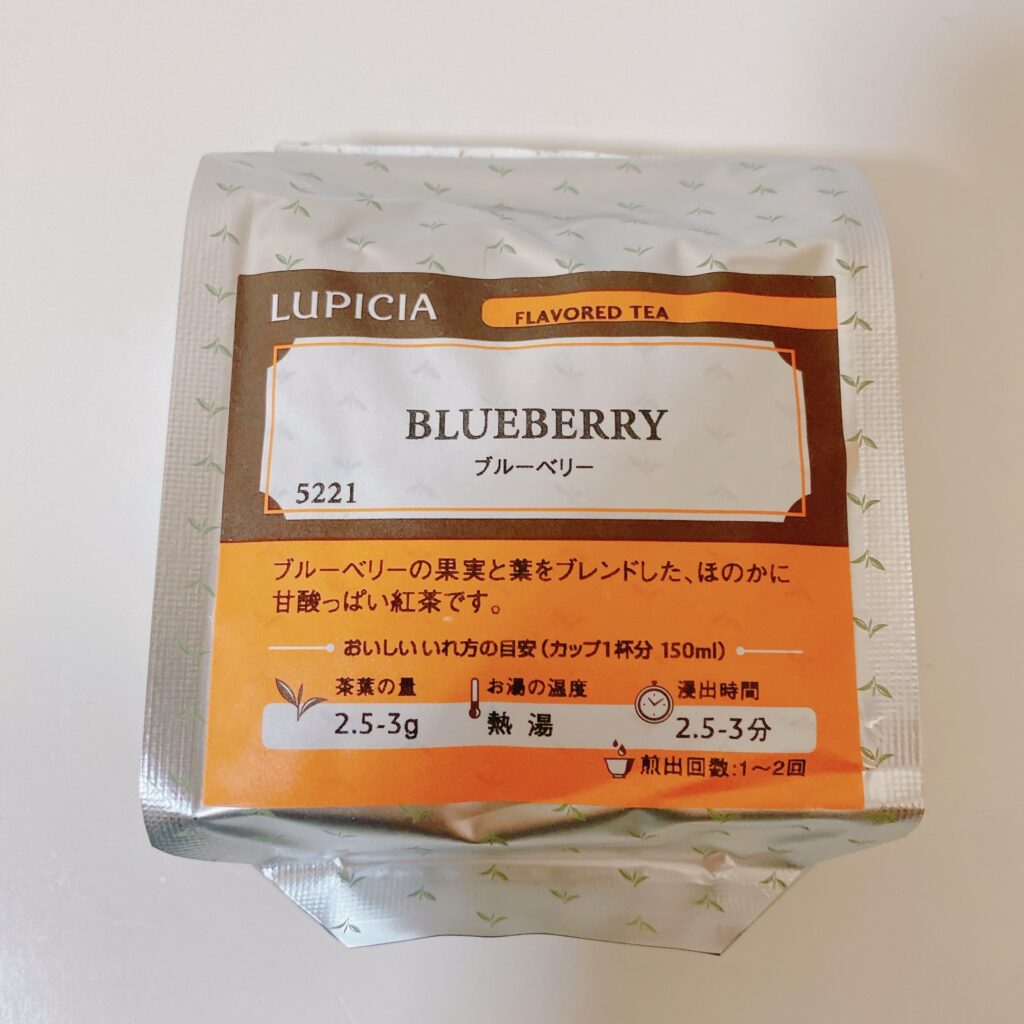 LUPICIA
FLAVORED TEA
BLUEBERRY
ブルーベリー
5221
ブルーベリーの果実と葉をブレンドした、ほのかに
甘酸っぱい紅茶です。
おいしいいれ方の目安（カップ1杯分 150ml）
茶葉の量 お湯の温度 浸出時間
2.5-3g 熱湯 2.5-3分
煎出回数:1～2回